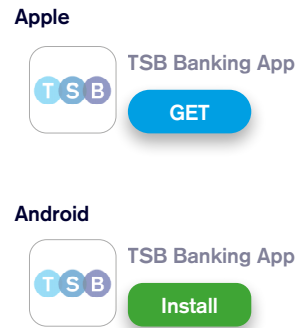 Apple
TSB
TSB Banking App
GET
Android
TSB
TSB Banking App
Install